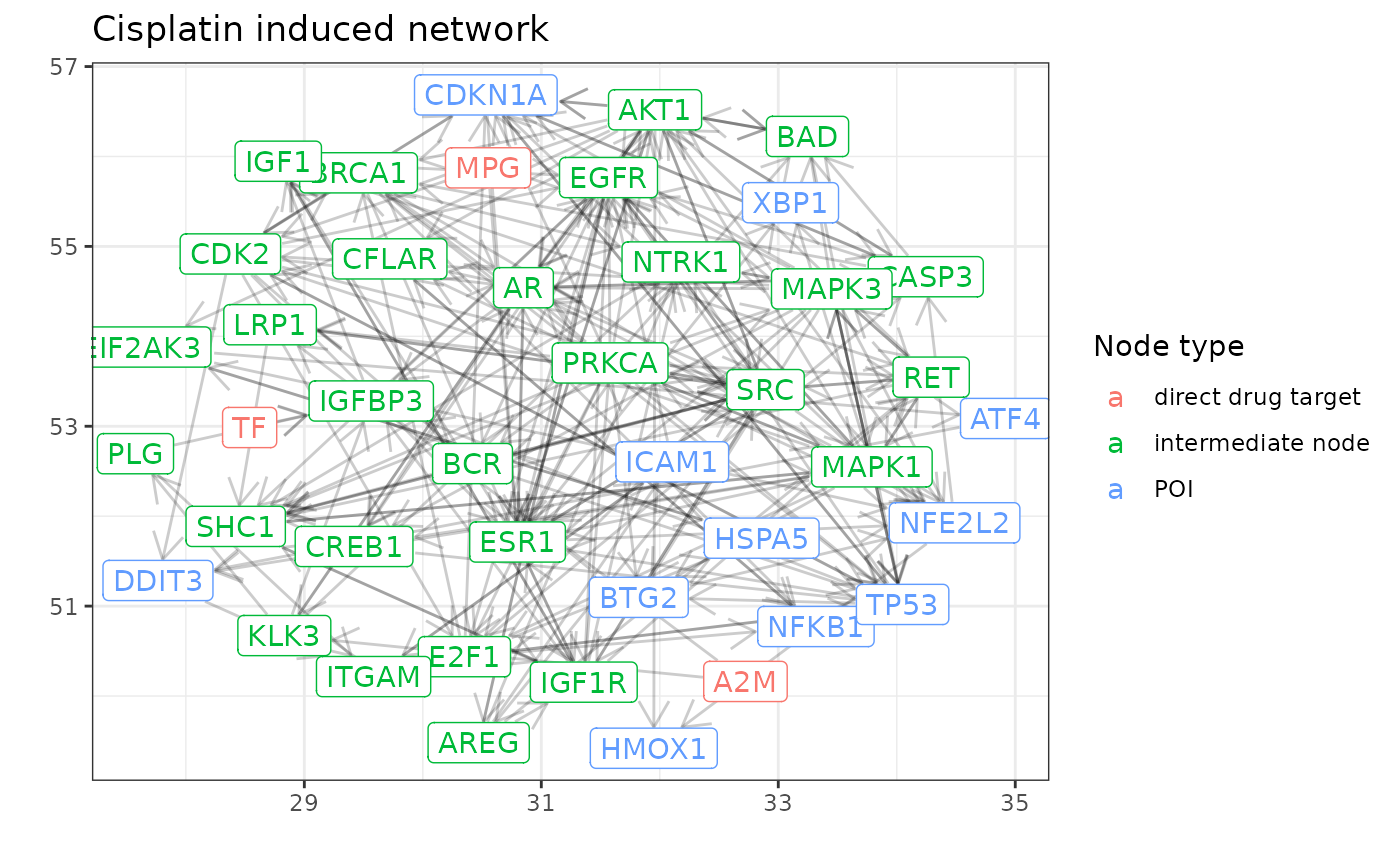 Cisplatin induced network
57
CDKN1A
AKT1
BAD
IGF1
BRCA1
MPG
EGFR
XBP1
55
CDK2
CFLAR
NTRK1
AR
MAPK3
CASP3
LRP1
EIF2AK3
PRKCA
SRC
RET
IGFBP3
ATF4
TF
53
PLG
BCR
ICAM1
MAPK1
SHC1
CREB1
ESR1
HSPA5
NFE2L2
DDIT3
BTG2
TP53
51
KLK3
NFKB1
E2F1
ITGAM
IGF1R
A2M
AREG
HMOX1
29
31
33
35
Node type
a direct drug target
a intermediate node
a POI